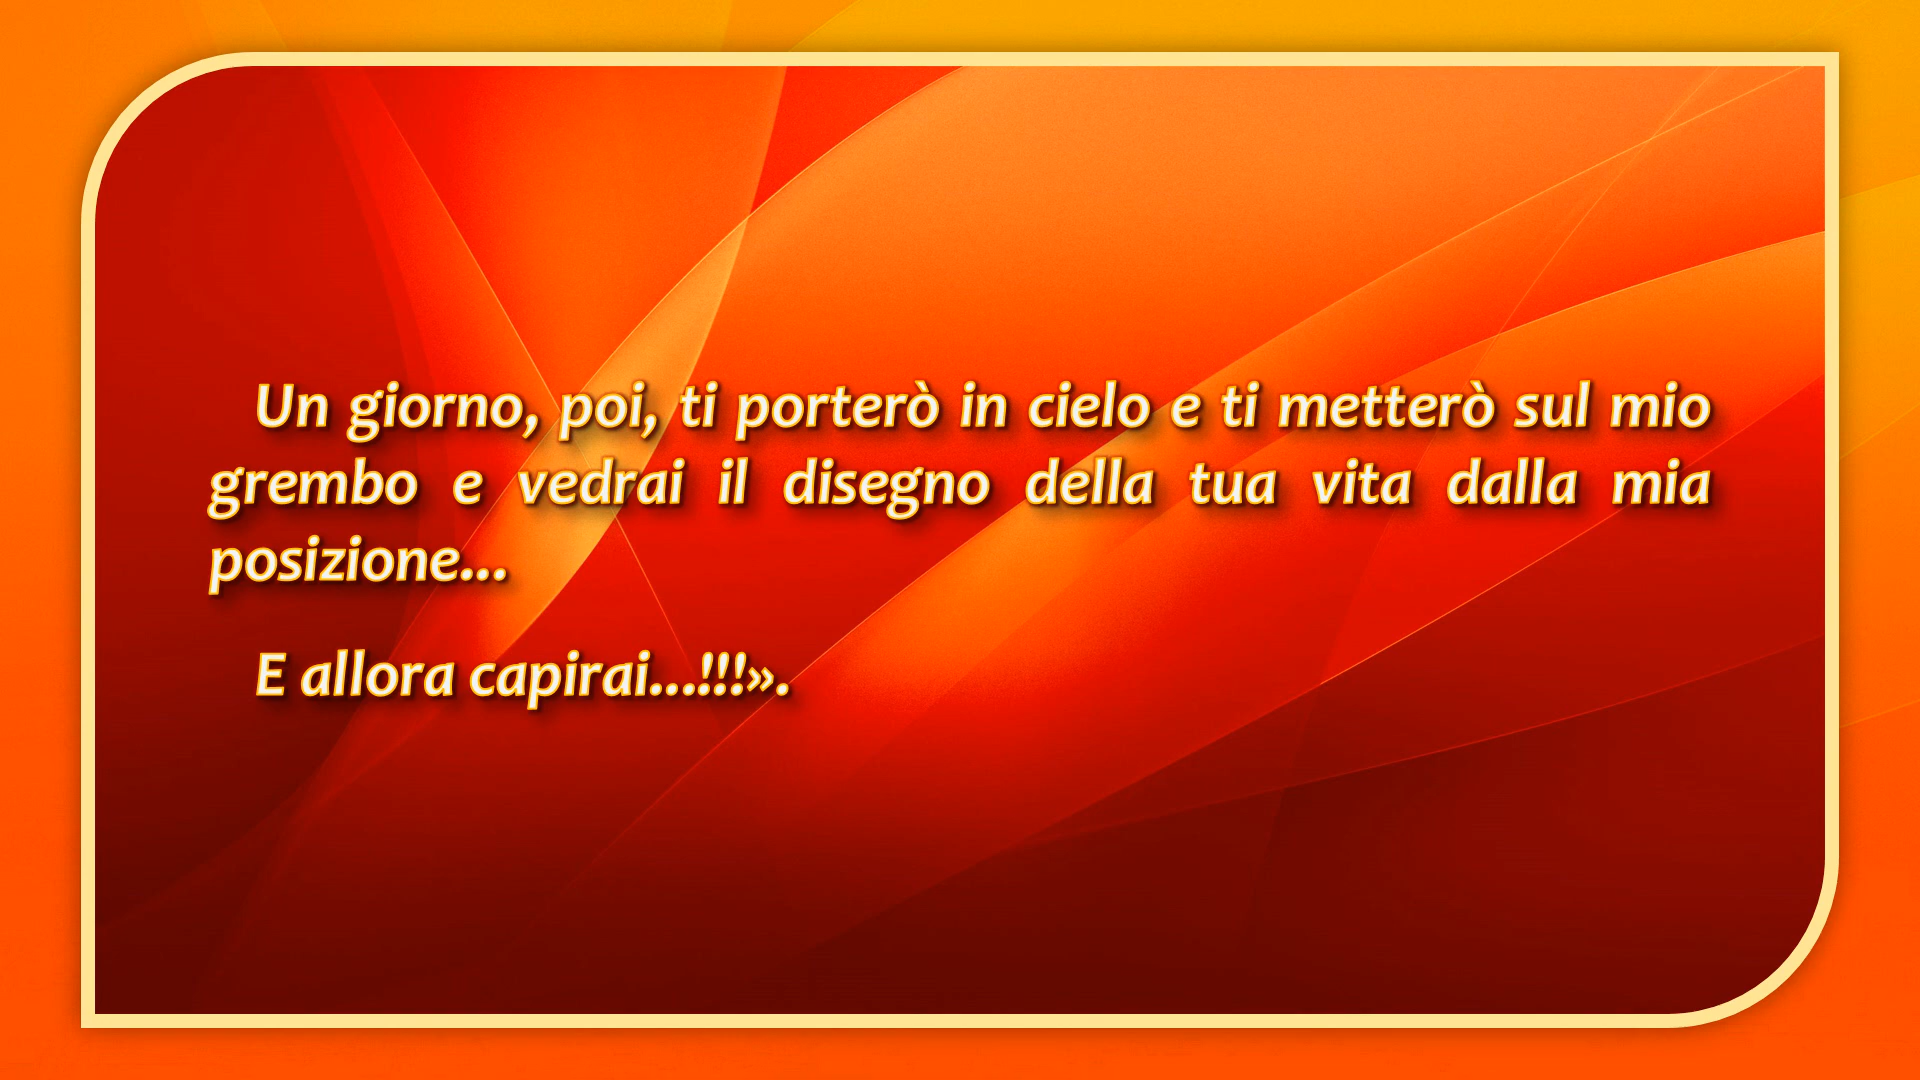 Un giorno, poi, ti porterò in cielo e ti metterò sul mio
grembo e vedrai il disegno della tua vita dalla mia
posizione...
E allora capirai...!!!».